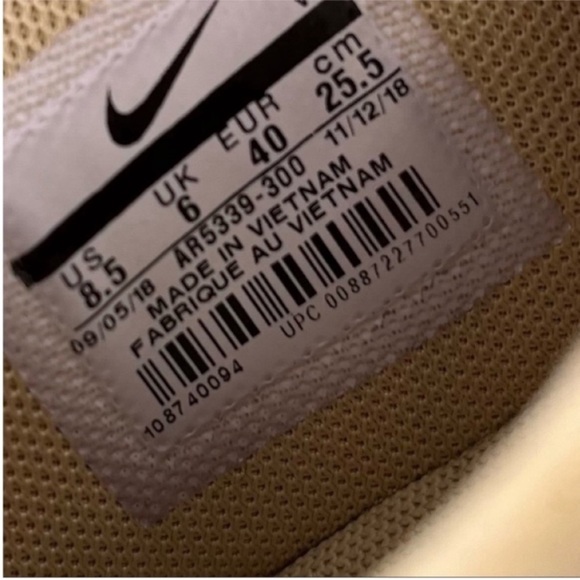 US UK EUR cm
8.5 6 40 25.5
09/05/18 AR5339-300 11/12/18
MADE IN VIETNAM
FABRIQUE AU VIETNAM
108740094 UPC 00887227700551